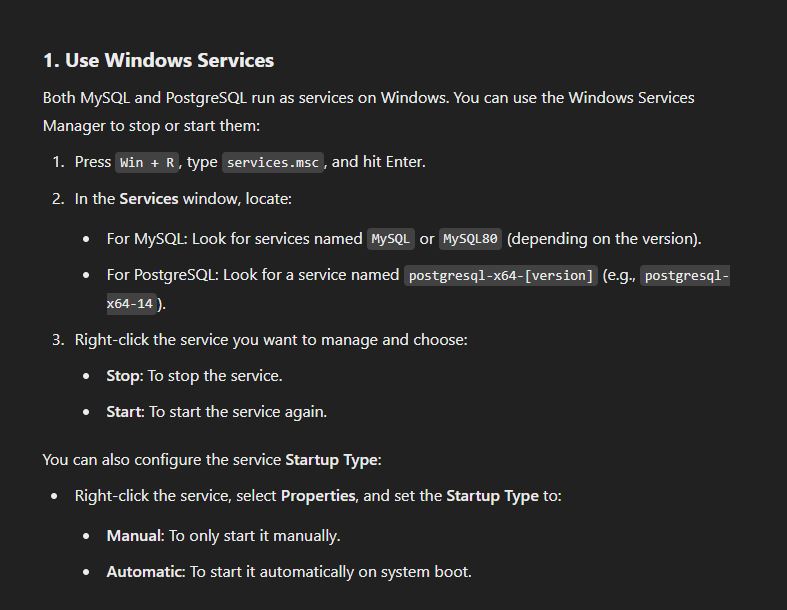 1. Use Windows Services
Both MySQL and PostgreSQL run as services on Windows. You can use the Windows Services
Manager to stop or start them:
1. Press Win + R, type services.msc, and hit Enter.
2. In the Services window, locate:
• For MySQL: Look for services named MySQL or MySQL80 (depending on the version).
• For PostgreSQL: Look for a service named postgresql-x64-[version] (e.g., postgresql-
x64-14).
3. Right-click the service you want to manage and choose:
• Stop: To stop the service.
• Start: To start the service again.
You can also configure the service Startup Type:
• Right-click the service, select Properties, and set the Startup Type to:
• Manual: To only start it manually.
• Automatic: To start it automatically on system boot.